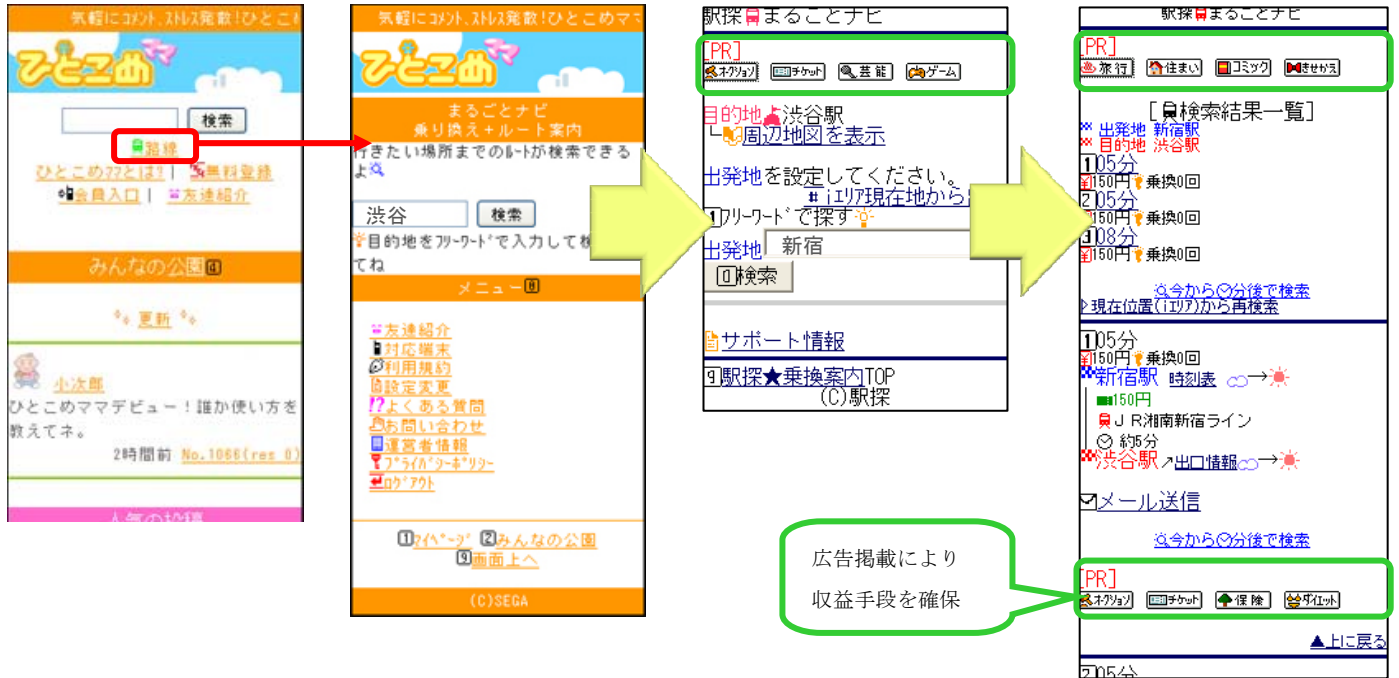 気軽にコメント、ストレス発散!ひとこ
ひとこめママ
検索
路線
ひとこめ??とは?| 無料登録
会員入口 | 友達紹介
みんなの公園
更新
小次郎
ひとこめママデビュー!誰か使い方を
教えてネ。
2時間前 No.1066(res 0)
人気の投稿
気軽にコメント、ストレス発散!ひとこめママ
ひとこめママ
まるごとナビ
乗り換え+ルート案内
行きたい場所までのルートが検索できる
よ
渋谷 検索
目的地をフリーワードで入力して検
てね
メニュー
友達紹介
対応端末
利用規約
設定変更
!?よくある質問
お問い合わせ
運営者情報
プライバシーポリシー
ログアウト
1マイページ 2みんなの公園
9画面上へ
(C)SEGA
駅探まるごとナビ
[PR]
オークション チケット 芸能 ゲーム
目的地 渋谷駅
└周辺地図を表示
出発地を設定してください。
#iエリア現在地から
1フリーワードで探す
出発地 新宿
0検索
サポート情報
9駅探★乗換案内TOP
(C)駅探
駅探まるごとナビ
[PR]
旅行 住まい コミック きせかえ
[検索結果一覧]
出発地 新宿駅
目的地 渋谷駅
1 05分
150円 乗換0回
2 05分
150円 乗換0回
3 08分
150円 乗換0回
今から分後で検索
現在位置(iエリア)から再検索
1 05分
150円 乗換0回
新宿駅 時刻表 →
150円
JR湘南新宿ライン
約5分
渋谷駅 出口情報 →
メール送信
今から分後で検索
[PR]
オークション チケット 保険 ダイエット
▲上に戻る
2 05分
広告掲載により
収益手段を確保